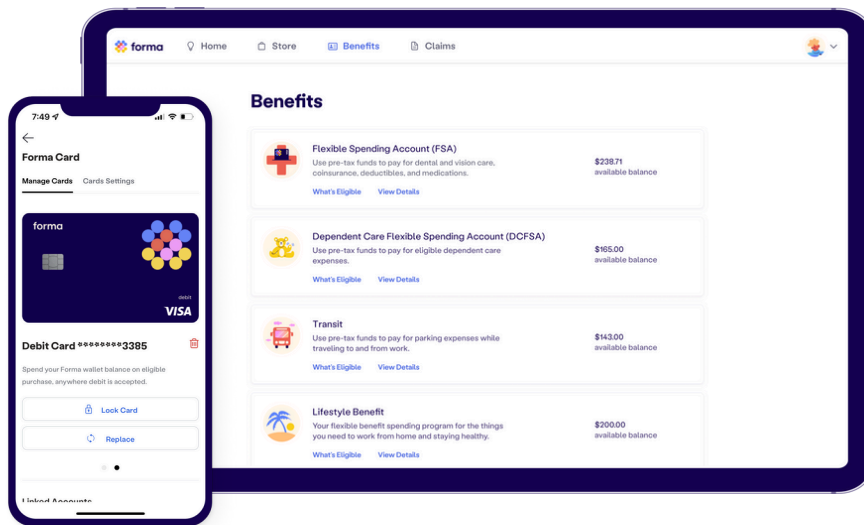 forma
Home
Store
Benefits
Claims
Benefits
Flexible Spending Account (FSA)
Use pre-tax funds to pay for dental and vision care,
coinsurance, deductibles, and medications.
What's Eligible
View Details
$238.71
available balance
Dependent Care Flexible Spending Account (DCFSA)
Use pre-tax funds to pay for eligible dependent care
expenses.
What's Eligible
View Details
$165.00
available balance
Transit
Use pre-tax funds to pay for parking expenses while
traveling to and from work.
What's Eligible
View Details
$143.00
available balance
Lifestyle Benefit
Your flexible benefit spending program for the things
you need to work from home and staying healthy.
What's Eligible
View Details
$200.00
available balance
7:49
Forma Card
Manage Cards
Cards Settings
forma
debit
VISA
Debit Card ********3385
Spend your Forma wallet balance on eligible
purchase, anywhere debit is accepted.
Lock Card
Replace
Linked Accounts